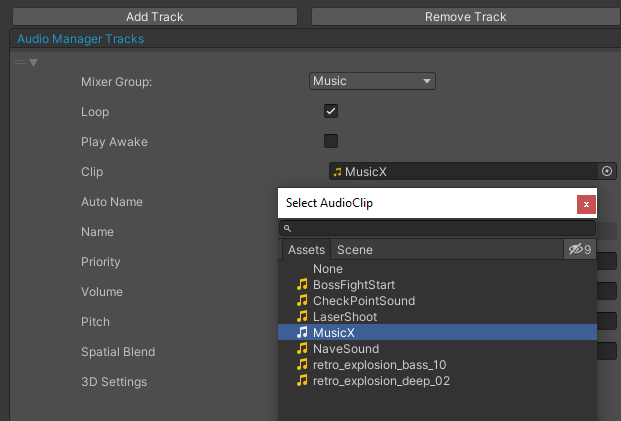 Add Track Remove Track
Audio Manager Tracks
Mixer Group: Music
Loop
Play Awake
Clip MusicX
Auto Name
Name
Priority
Volume
Pitch
Spatial Blend
3D Settings
Select AudioClip x
Assets Scene 9
None
BossFightStart
CheckPointSound
LaserShoot
MusicX
NaveSound
retro_explosion_bass_10
retro_explosion_deep_02